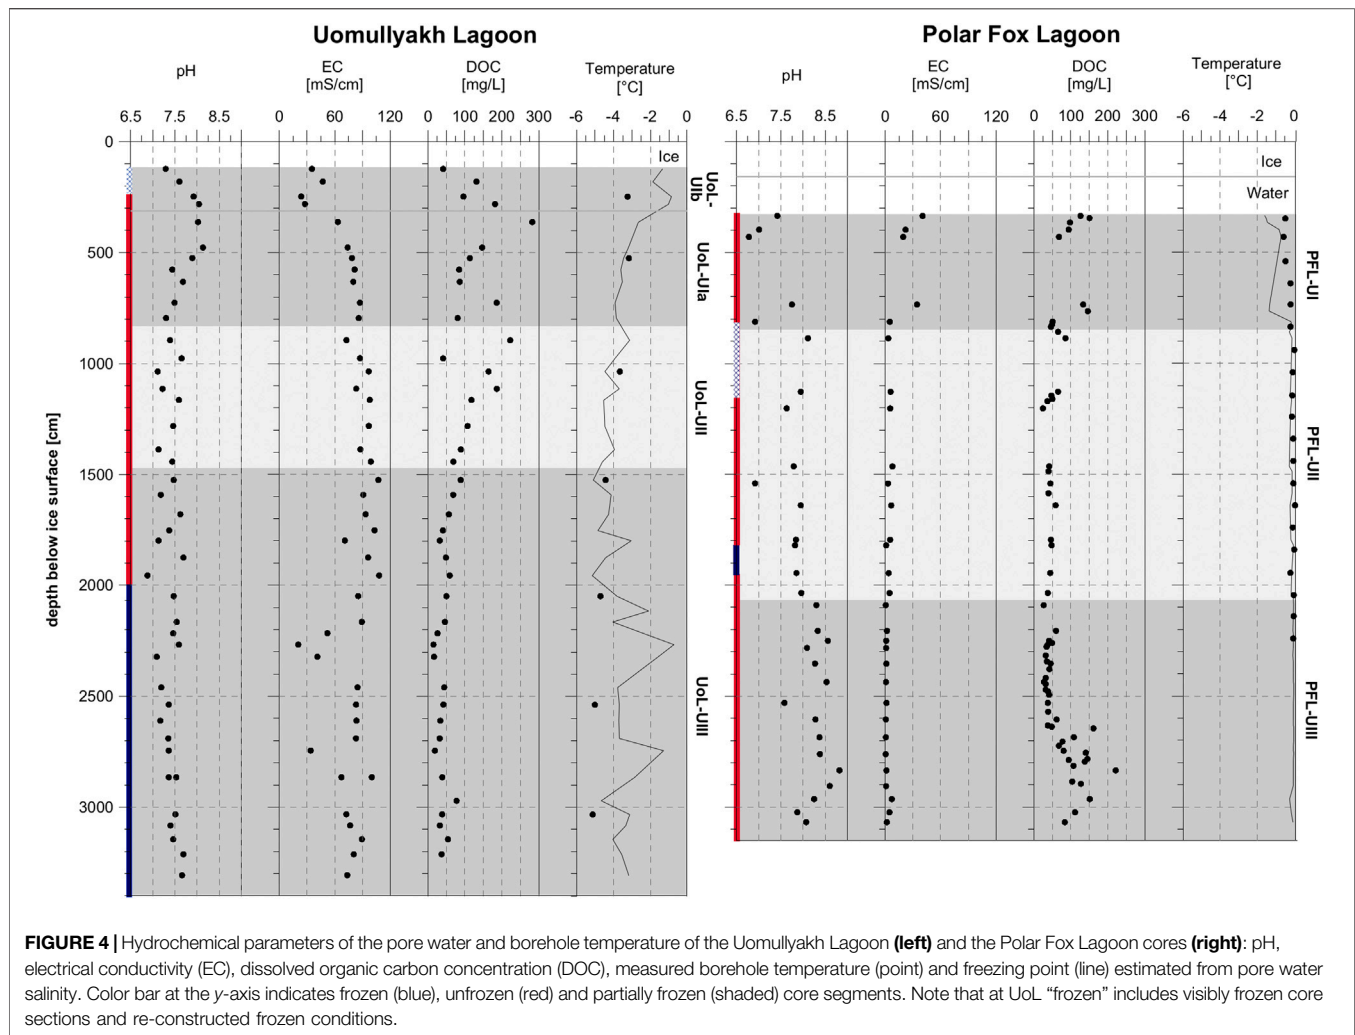 Uomullyakh Lagoon
Polar Fox Lagoon
pH
EC
[mS/cm]
DOC
[mg/L]
Temperature
[°C]
pH
EC
[mS/cm]
DOC
[mg/L]
Temperature
[°C]
6.5 7.5 8.5
0 60 120
0 100 200 300
-6 -4 -2 0
6.5 7.5 8.5
0 60 120
0 100 200 300
-6 -4 -2 0
0
500
1000
1500
2000
2500
3000
depth below ice surface [cm]
Ice
UoL-
UIb
UoL-UIa
UoL-UII
UoL-UIII
Ice
Water
PFL-UI
PFL-UII
PFL-UIII
FIGURE 4 | Hydrochemical parameters of the pore water and borehole temperature of the Uomullyakh Lagoon (left) and the Polar Fox Lagoon cores (right): pH,
electrical conductivity (EC), dissolved organic carbon concentration (DOC), measured borehole temperature (point) and freezing point (line) estimated from pore water
salinity. Color bar at the y-axis indicates frozen (blue), unfrozen (red) and partially frozen (shaded) core segments. Note that at UoL “frozen” includes visibly frozen core
sections and re-constructed frozen conditions.